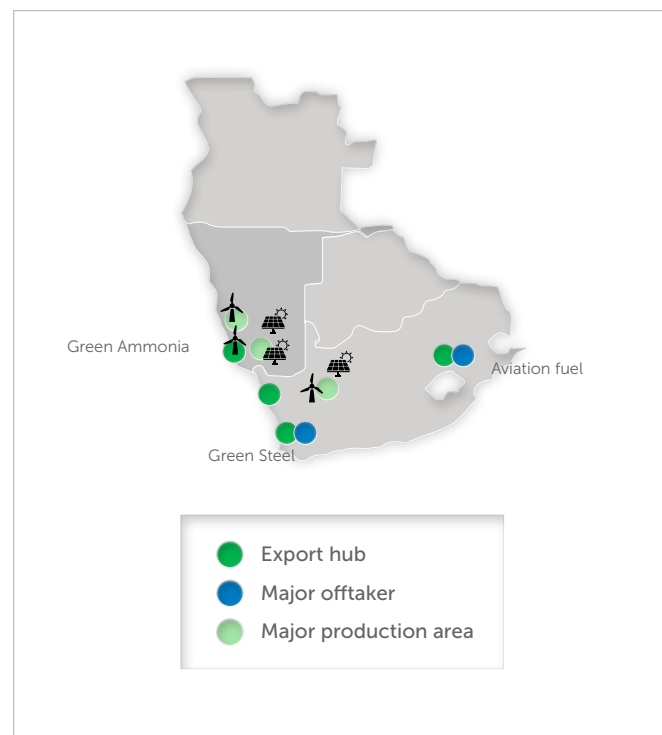 Green Ammonia
Aviation fuel
Green Steel
Export hub
Major offtaker
Major production area